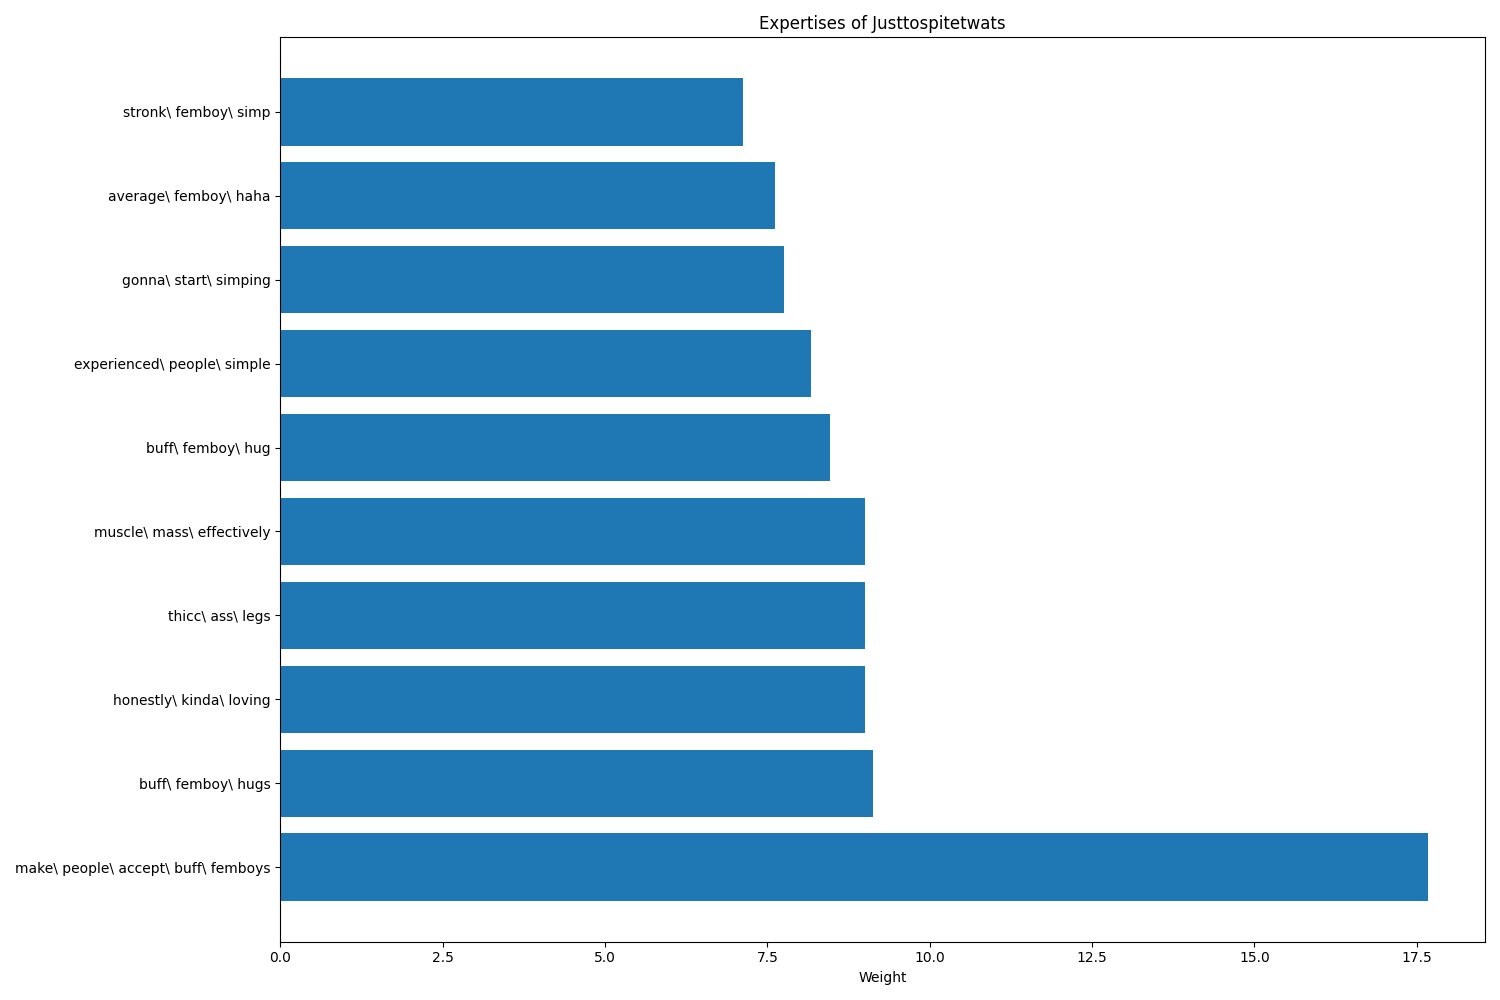 Expertises of Justtospitetwats
stronk\ femboy\ simp
average\ femboy\ haha
gonna\ start\ simping
experienced\ people\ simple
buff\ femboy\ hug
muscle\ mass\ effectively
thicc\ ass\ legs
honestly\ kinda\ loving
buff\ femboy\ hugs
make\ people\ accept\ buff\ femboys
0.0 2.5 5.0 7.5 10.0 12.5 15.0 17.5
Weight